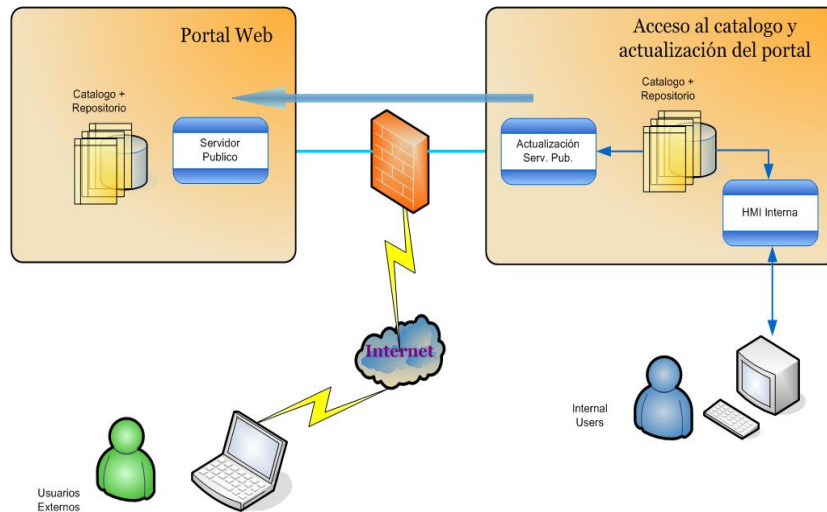 Portal Web
Catalogo +
Repositorio
Servidor
Publico
Acceso al catalogo y
actualización del portal
Catalogo +
Repositorio
Actualización
Serv. Pub.
HMI Interna
Internet
Internal
Users
Usuarios
Externos